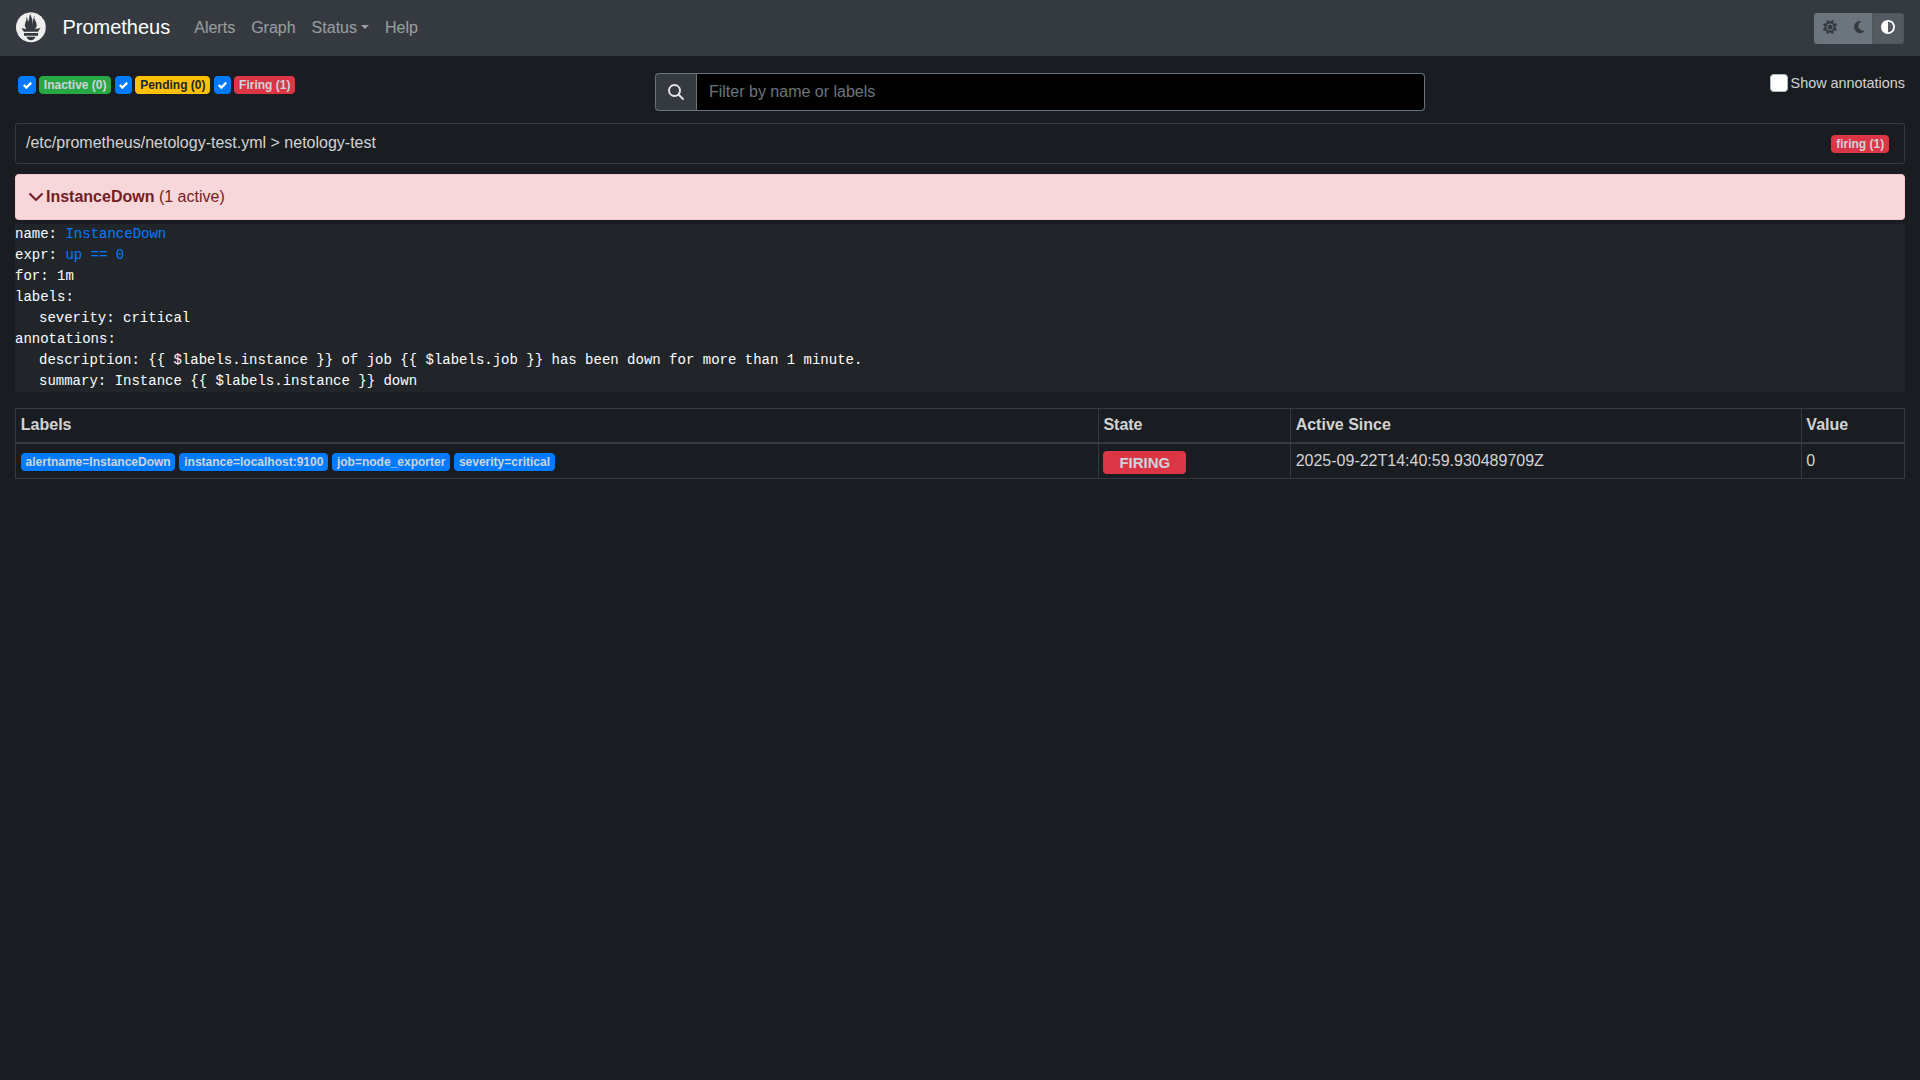 Prometheus Alerts Graph Status Help
Inactive (0) Pending (0) Firing (1)
Filter by name or labels
Show annotations
/etc/prometheus/netology-test.yml > netology-test
firing (1)
InstanceDown (1 active)
name: InstanceDown
expr: up == 0
for: 1m
labels:
severity: critical
annotations:
description: {{ $labels.instance }} of job {{ $labels.job }} has been down for more than 1 minute.
summary: Instance {{ $labels.instance }} down
Labels State Active Since Value
alertname=InstanceDown instance=localhost:9100 job=node_exporter severity=critical FIRING 2025-09-22T14:40:59.930489709Z 0